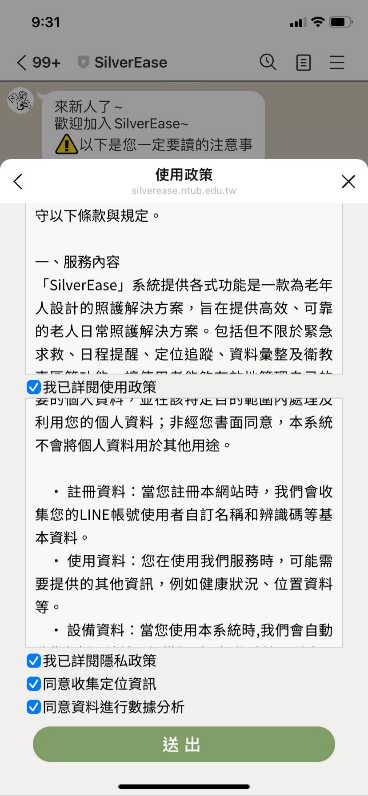 9:31
99+
SilverEase
來新人了~
歡迎加入SilverEase~
⚠️以下是您一定要讀的注意事
使用政策
silverease.ntub.edu.tw
守以下條款與規定。
一、服務內容
「SilverEase」系統提供各式功能是一款為老年
人設計的照護解決方案，旨在提供高效、可靠
的老人日常照護解決方案。包括但不限於緊急
求救、日程提醒、定位追蹤、資料彙整及衛教
我已詳閱使用政策
要的個人資料，並在該特定目的範圍內處理及
利用您的個人資料；非經您書面同意，本系統
不會將個人資料用於其他用途。
• 註冊資料：當您註冊本網站時，我們會收
集您的LINE帳號使用者自訂名稱和辨識碼等基
本資料。
• 使用資料：您在使用我們服務時，可能需
要提供的其他資訊，例如健康狀況、位置資料
等。
• 設備資料：當您使用本系統時,我們會自動
我已詳閱隱私政策
同意收集定位資訊
同意資料進行數據分析
送出